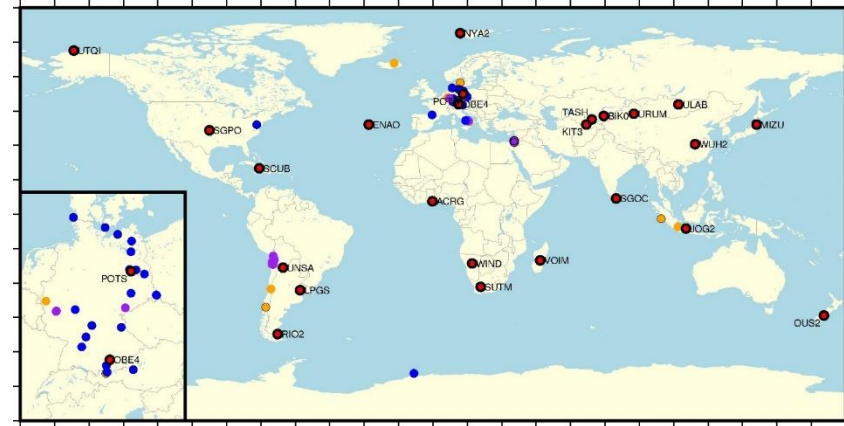 UTQI
NYA2
POTS
OBE4
ULAB
TASH
BIK0
URUM
ENAO
SGPO
KIT3
MIZU
WUH2
SCUB
SGOC
ACRG
JOG2
VOIM
WIND
UNSA
SUTM
LPGS
OUS2
RIO2
POTS
OBE4